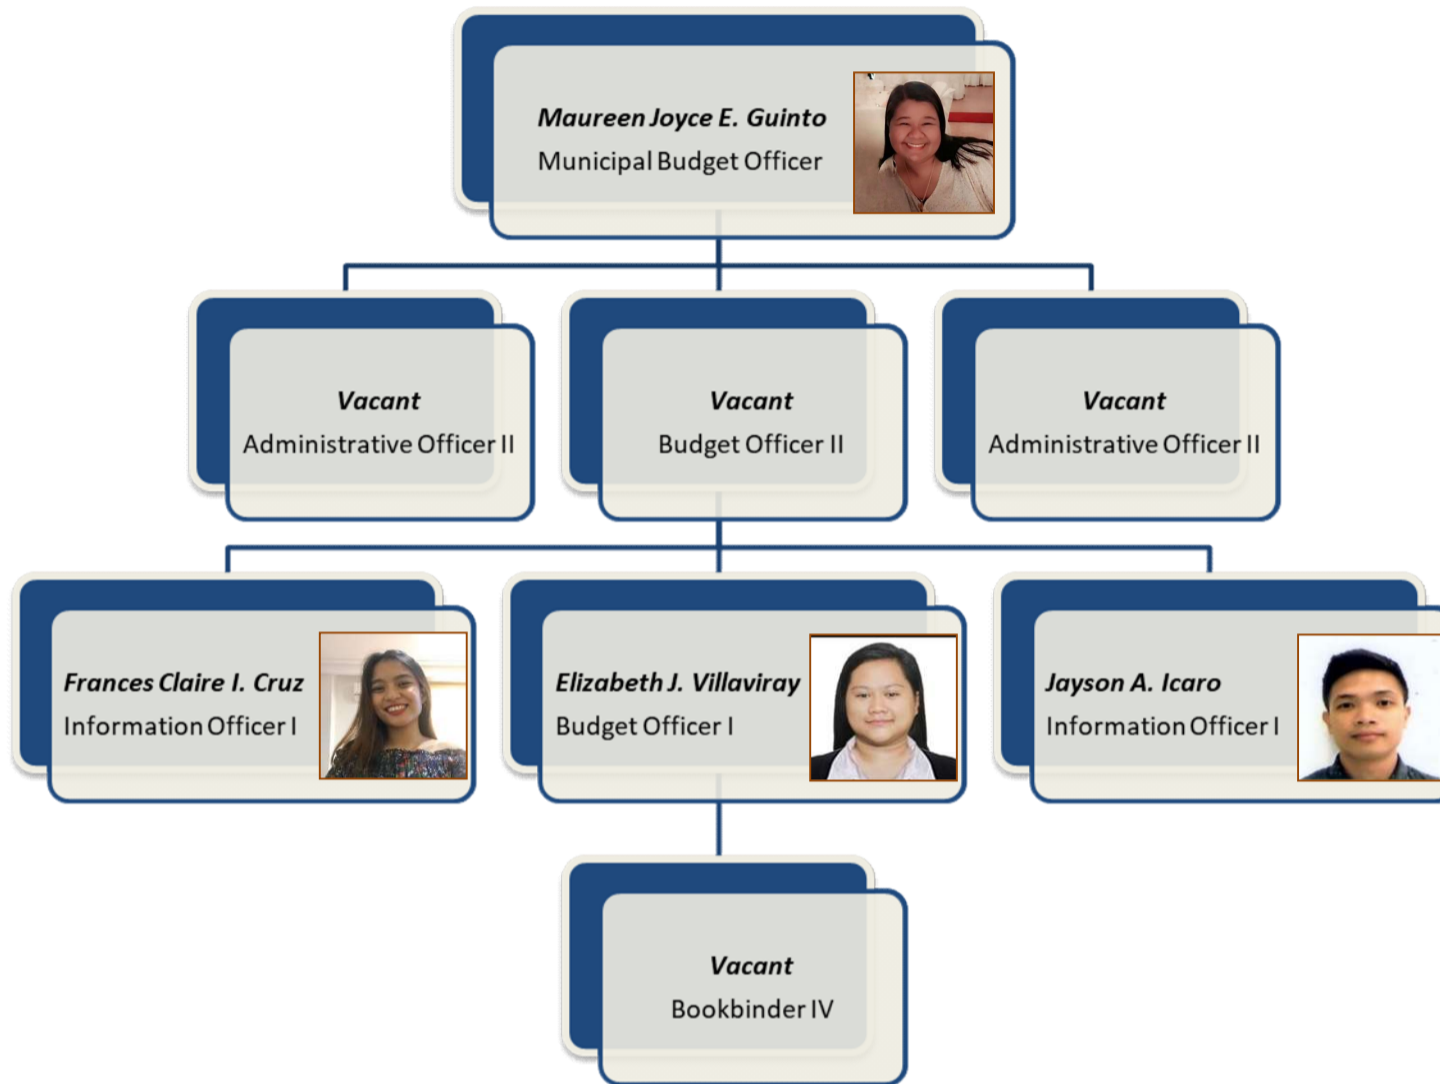 Maureen Joyce E. Guinto
Municipal Budget Officer
Vacant
Administrative Officer II
Vacant
Budget Officer II
Vacant
Administrative Officer II
Frances Claire I. Cruz
Information Officer I
Elizabeth J. Villaviray
Budget Officer I
Jayson A. Icaro
Information Officer I
Vacant
Bookbinder IV